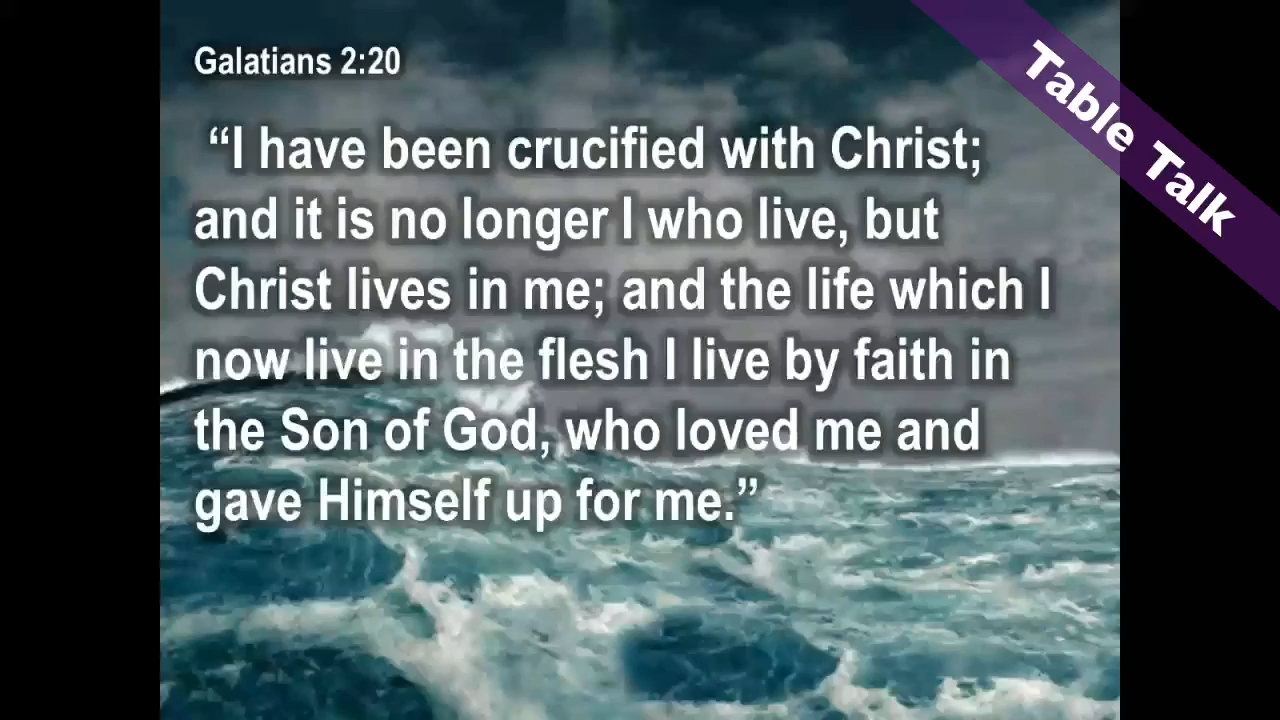 Galatians 2:20
Table Talk
“I have been crucified with Christ;
and it is no longer I who live, but
Christ lives in me; and the life which I
now live in the flesh I live by faith in
the Son of God, who loved me and
gave Himself up for me.”